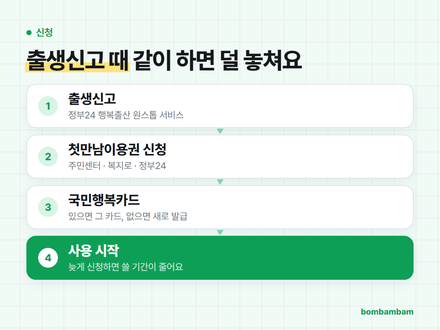 신청
출생신고 때 같이 하면 덜 놓쳐요
1
출생신고
정부24 행복출산 원스톱 서비스
2
첫만남이용권 신청
주민센터 · 복지로 · 정부24
3
국민행복카드
있으면 그 카드, 없으면 새로 발급
4
사용 시작
늦게 신청하면 쓸 기간이 줄어요
bombambam